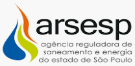 arsesp
agência reguladora de
saneamento e energia
do estado de São Paulo